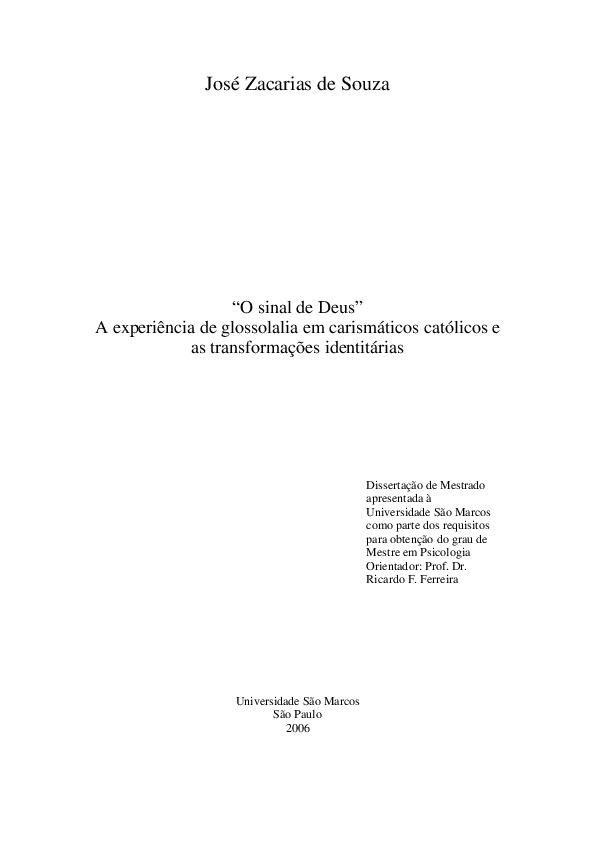 José Zacarias de Souza
“O sinal de Deus”
A experiência de glossolalia em carismáticos católicos e
as transformações identitárias
Dissertação de Mestrado
apresentada à
Universidade São Marcos
como parte dos requisitos
para obtenção do grau de
Mestre em Psicologia
Orientador: Prof. Dr.
Ricardo F. Ferreira
Universidade São Marcos
São Paulo
2006